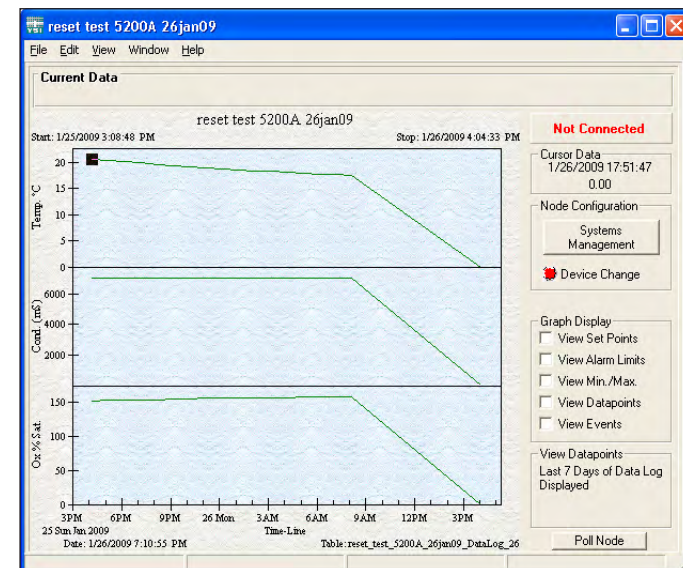 YSI reset test 5200A 26jan09
File Edit View Window Help
Current Data
reset test 5200A 26jan09
Start: 1/25/2009 3:08:48 PM Stop: 1/26/2009 4:04:33 PM
Temp. °C
20
15
10
5
0
Cond. (mS)
6000
4000
2000
Ox % Sat.
150
100
50
0
3PM 6PM 9PM 26 Mon 3AM 6AM 9AM 12PM 3PM
25 Sun Jan 2009 Time-Line
Date: 1/26/2009 7:10:55 PM Table: reset_test_5200A_26jan09_DataLog_26
Not Connected
Cursor Data
1/26/2009 17:51:47
0.00
Node Configuration
Systems
Management
Device Change
Graph Display
View Set Points
View Alarm Limits
View Min./Max.
View Datapoints
View Events
View Datapoints
Last 7 Days of Data Log
Displayed
Poll Node